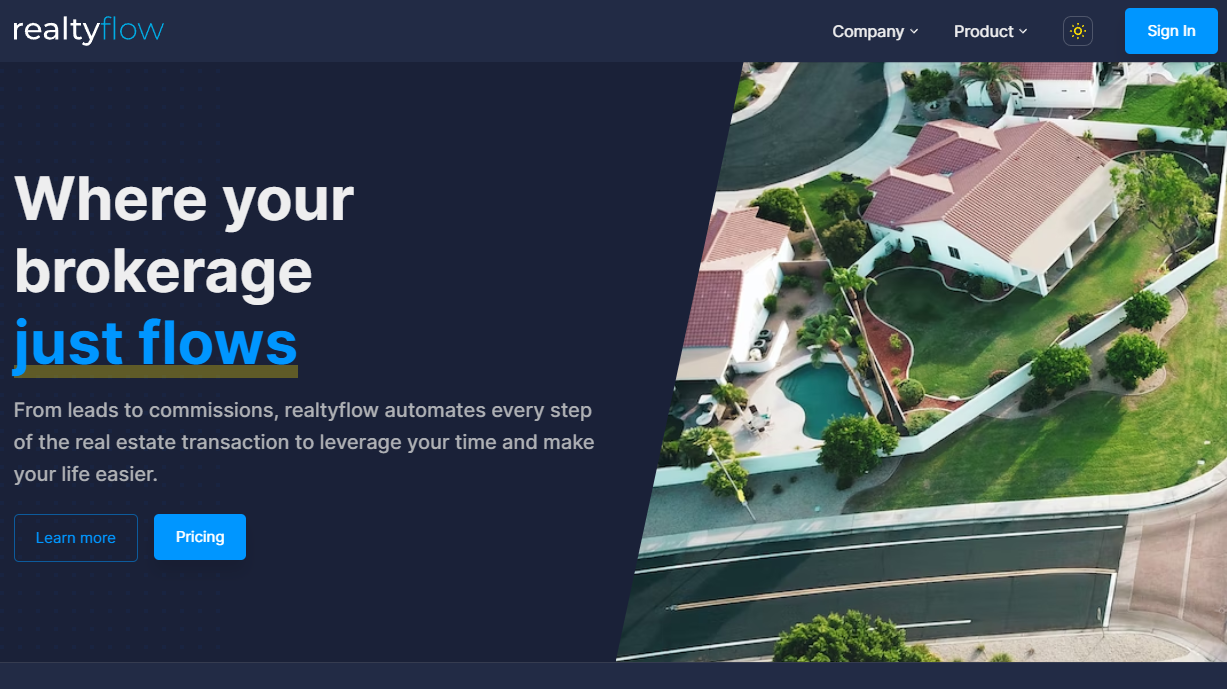 realtyflow
Company
Product
Sign In
Where your
brokerage
just flows
From leads to commissions, realtyflow automates every step
of the real estate transaction to leverage your time and make
your life easier.
Learn more
Pricing